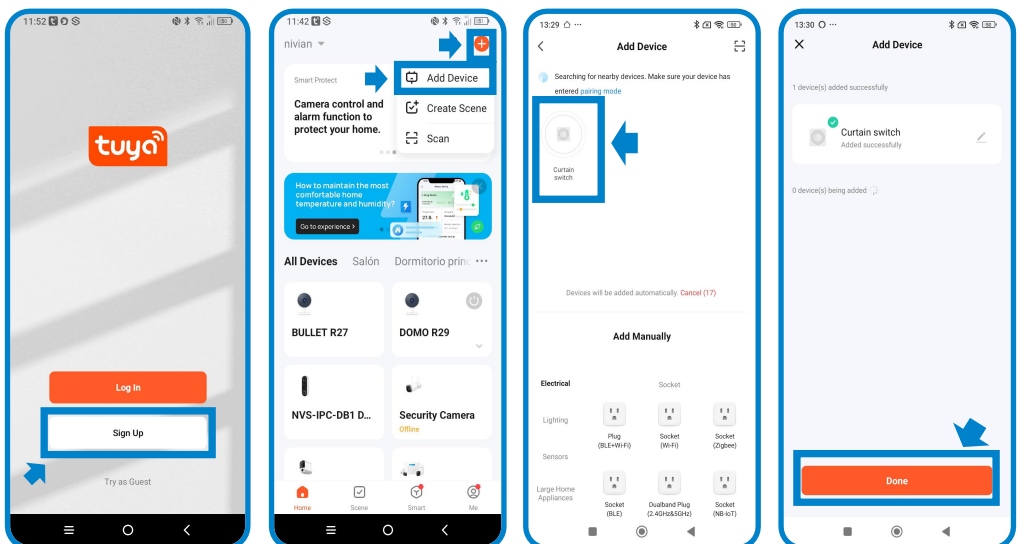 11:52
tuya
Log In
Sign Up
Try as Guest
11:42
nivian
Add Device
Create Scene
Scan
Smart Protect
Camera control and
alarm function to
protect your home.
How to maintain the most
comfortable home
temperature and humidity?
Go to experience >
All Devices Salón Dormitorio princ
BULLET R27
DOMO R29
NVS-IPC-DB1 D...
Security Camera
Offline
Home Scene Smart Me
13:29
Add Device
Searching for nearby devices. Make sure your device has
entered pairing mode
Curtain
switch
Devices will be added automatically. Cancel (17)
Add Manually
Electrical
Lighting
Sensors
Large Home
Appliances
Socket
Plug
(BLE+Wi-Fi)
Socket
(Wi-Fi)
Socket
(Zigbee)
Socket
(BLE)
Dualband Plug
(2.4GHz&5GHz)
Socket
(NB-IoT)
13:30
Add Device
1 device(s) added successfully
Curtain switch
Added successfully
0 device(s) being added
Done